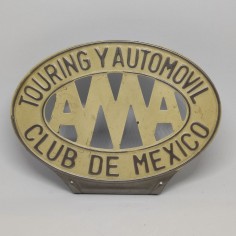 TOURING Y AUTOMOVIL
AMA
CLUB DE MEXICO